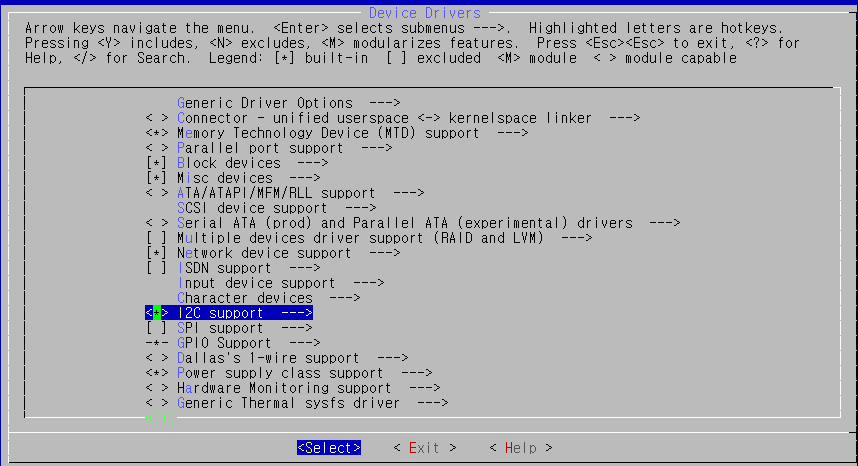 Device Drivers
Arrow keys navigate the menu.  <Enter> selects submenus --->.  Highlighted letters are hotkeys.
Pressing <Y> includes, <N> excludes, <M> modularizes features.  Press <Esc><Esc> to exit, <?> for
Help, </> for Search.  Legend: [*] built-in  [ ] excluded  <M> module  < > module capable
Generic Driver Options  --->
< > Connector - unified userspace <-> kernelspace linker  --->
<*> Memory Technology Device (MTD) support  --->
< > Parallel port support  --->
[*] Block devices  --->
[*] Misc devices  --->
< > ATA/ATAPI/MFM/RLL support  --->
SCSI device support  --->
< > Serial ATA (prod) and Parallel ATA (experimental) drivers  --->
[ ] Multiple devices driver support (RAID and LVM)  --->
[*] Network device support  --->
[ ] ISDN support  --->
Input device support  --->
Character devices  --->
<*> I2C support  --->
[ ] SPI support  --->
-*- GPIO Support  --->
< > Dallas's 1-wire support  --->
<*> Power supply class support  --->
< > Hardware Monitoring support  --->
< > Generic Thermal sysfs driver  --->
<Select>    < Exit >    < Help >